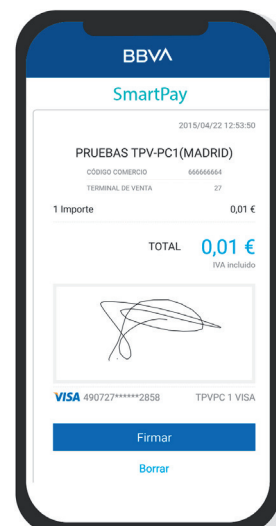 BBVA
SmartPay
2015/04/22 12:53:50
PRUEBAS TPV-PC1(MADRID)
CÓDIGO COMERCIO 666666664
TERMINAL DE VENTA 27
1 Importe 0,01 €
TOTAL 0,01 €
IVA incluido
VISA 490727******2858 TPVPC 1 VISA
Firmar
Borrar